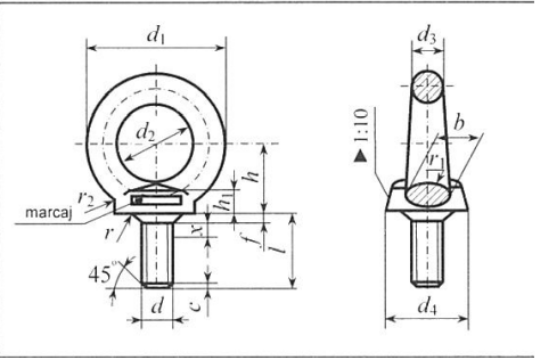 d₁
d₂
h
h₁
r₂
marcaj
r
x
f
l
45°
d
c
d₃
▲ 1:10
b
r₁
d₄